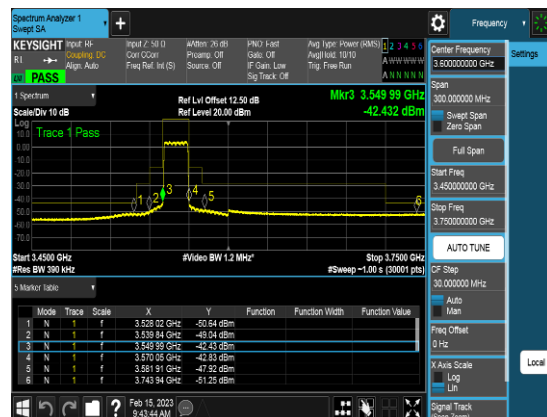 Spectrum Analyzer 1
Swept SA
+
Frequency
KEYSIGHT
R L
LU PASS
Input: RF
Coupling: DC
Align: Auto
Input Z: 50 Ω
Corr CCorr
Freq Ref: Int (S)
#Atten: 26 dB
Preamp: Off
Source: Off
PNO: Fast
Gate: Off
IF Gain: Low
Sig Track: Off
Avg Type: Power (RMS)
Avg|Hold: 10/10
Trig: Free Run
1 2 3 4 5 6
A W W W W W
A N N N N N
1 Spectrum
Scale/Div 10 dB
Ref Lvl Offset 12.50 dB
Ref Level 20.00 dBm
Mkr3 3.549 99 GHz
-42.432 dBm
Log
Trace 1 Pass
10.0
0.00
-10.0
-20.0
-30.0
-40.0
-50.0
-60.0
-70.0
1
2
3
4
5
6
Start 3.4500 GHz
#Res BW 390 kHz
#Video BW 1.2 MHz*
Stop 3.7500 GHz
#Sweep ~1.00 s (30001 pts)
5 Marker Table
Mode Trace Scale X Y Function Function Width Function Value
1 N 1 f 3.528 02 GHz -50.64 dBm
2 N 1 f 3.539 84 GHz -49.04 dBm
3 N 1 f 3.549 99 GHz -42.43 dBm
4 N 1 f 3.570 05 GHz -42.83 dBm
5 N 1 f 3.581 91 GHz -47.92 dBm
6 N 1 f 3.743 94 GHz -51.25 dBm
Feb 15, 2023
9:43:44 AM
Center Frequency
3.600000000 GHz
Span
300.000000 MHz
Swept Span
Zero Span
Full Span
Start Freq
3.450000000 GHz
Stop Freq
3.750000000 GHz
AUTO TUNE
CF Step
30.000000 MHz
Auto
Man
Freq Offset
0 Hz
X Axis Scale
Log
Lin
Signal Track
(Span Zoom)
Settings
Local